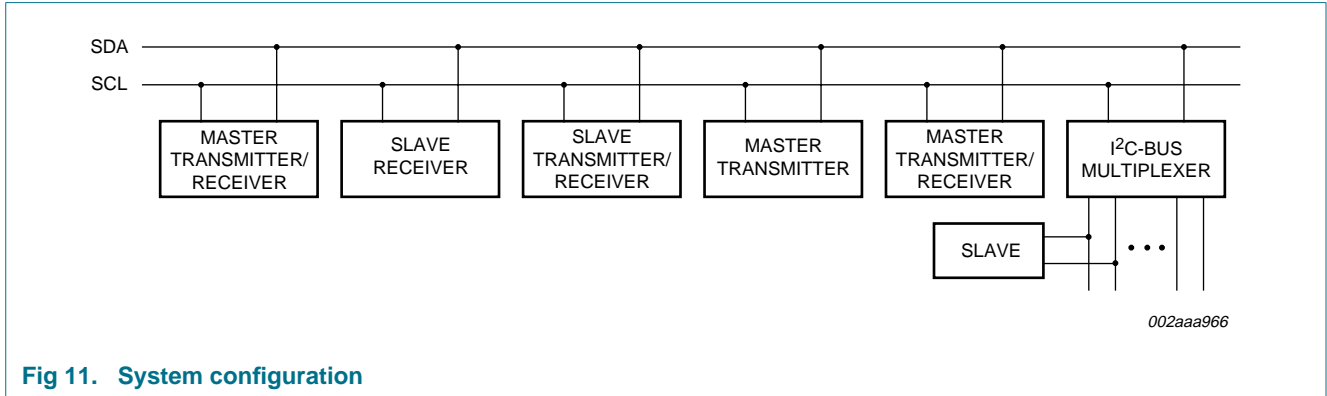 SDA
SCL
MASTER
TRANSMITTER/
RECEIVER
SLAVE
RECEIVER
SLAVE
TRANSMITTER/
RECEIVER
MASTER
TRANSMITTER
MASTER
TRANSMITTER/
RECEIVER
I²C-BUS
MULTIPLEXER
SLAVE
002aaa966
Fig 11. System configuration